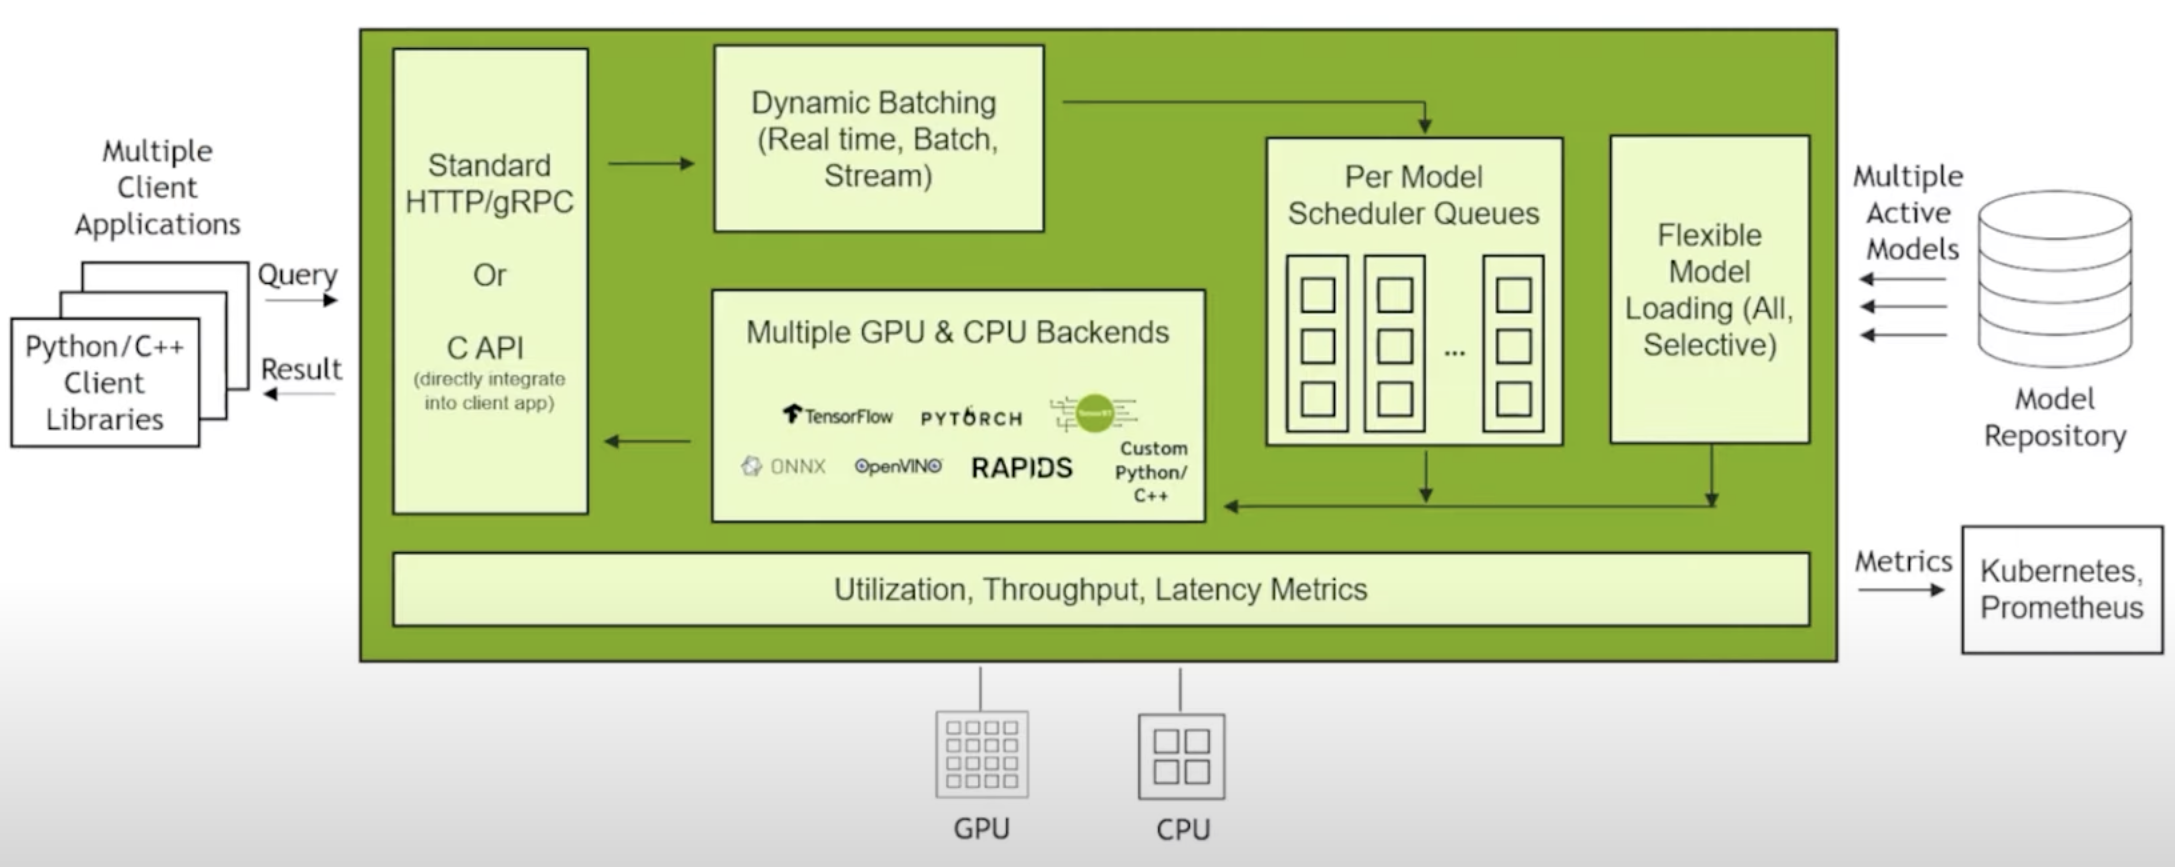 Multiple
Client
Applications
Python/C++
Client
Libraries
Query
Result
Standard
HTTP/gRPC
Or
C API
(directly integrate
into client app)
Dynamic Batching
(Real time, Batch,
Stream)
Multiple GPU & CPU Backends
TensorFlow
PYTORCH
TensorRT
ONNX
OpenVINO
RAPIDS
Custom
Python/
C++
Per Model
Scheduler Queues
...
Flexible
Model
Loading (All,
Selective)
Multiple
Active
Models
Model
Repository
Utilization, Throughput, Latency Metrics
Metrics
Kubernetes,
Prometheus
GPU
CPU